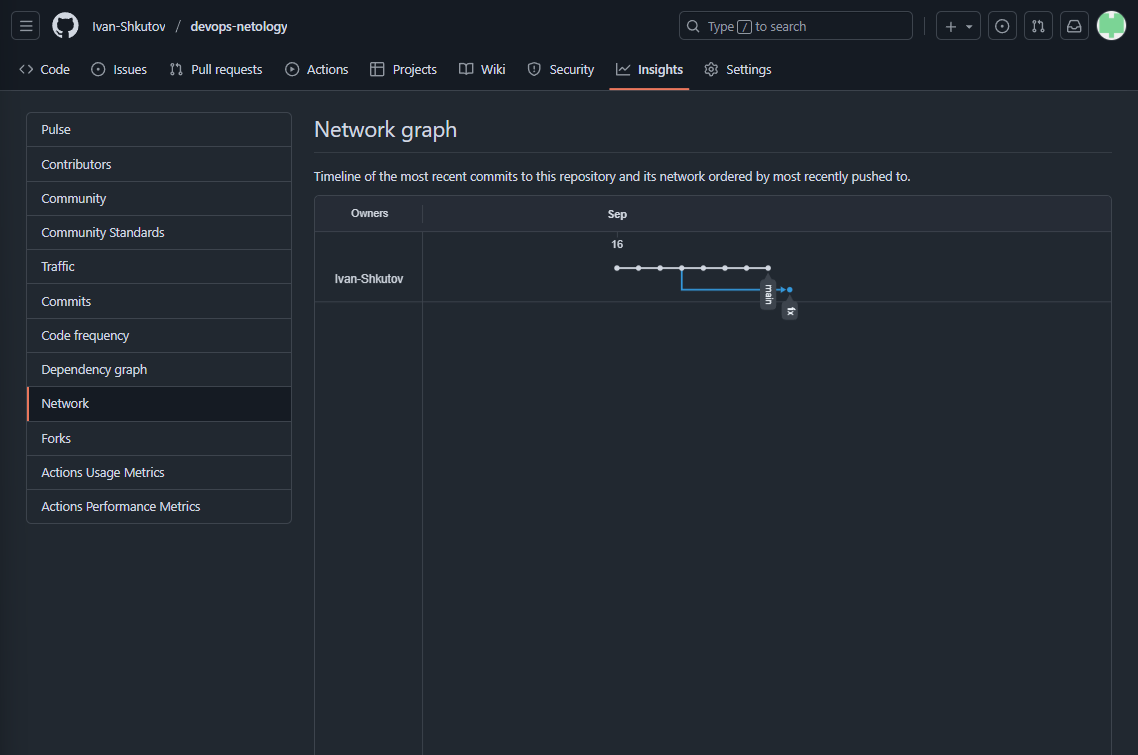 Ivan-Shkutov / devops-netology
Type / to search
Code Issues Pull requests Actions Projects Wiki Security Insights Settings
Pulse
Contributors
Community
Community Standards
Traffic
Commits
Code frequency
Dependency graph
Network
Forks
Actions Usage Metrics
Actions Performance Metrics
Network graph
Timeline of the most recent commits to this repository and its network ordered by most recently pushed to.
Owners Sep
16
Ivan-Shkutov
main
fix